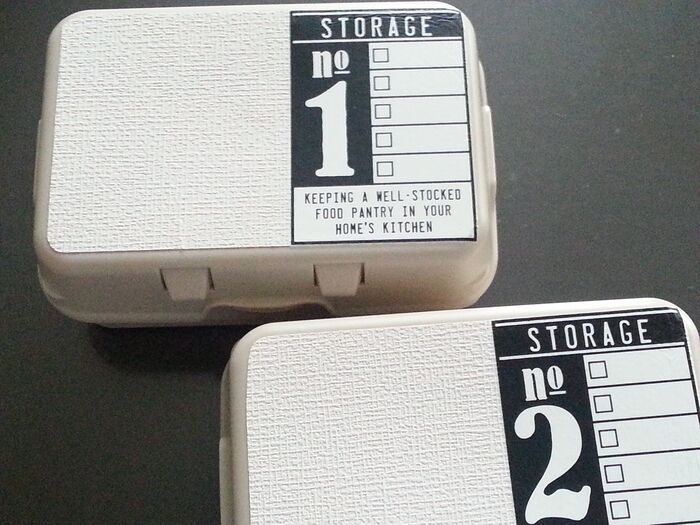 STORAGE
nº
1
KEEPING A WELL-STOCKED
FOOD PANTRY IN YOUR
HOME'S KITCHEN
STORAGE
nº
2